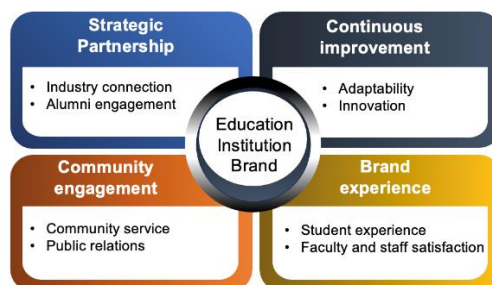 Strategic
Partnership
• Industry connection
• Alumni engagement
Continuous
improvement
• Adaptability
• Innovation
Education
Institution
Brand
Community
engagement
• Community service
• Public relations
Brand
experience
• Student experience
• Faculty and staff satisfaction